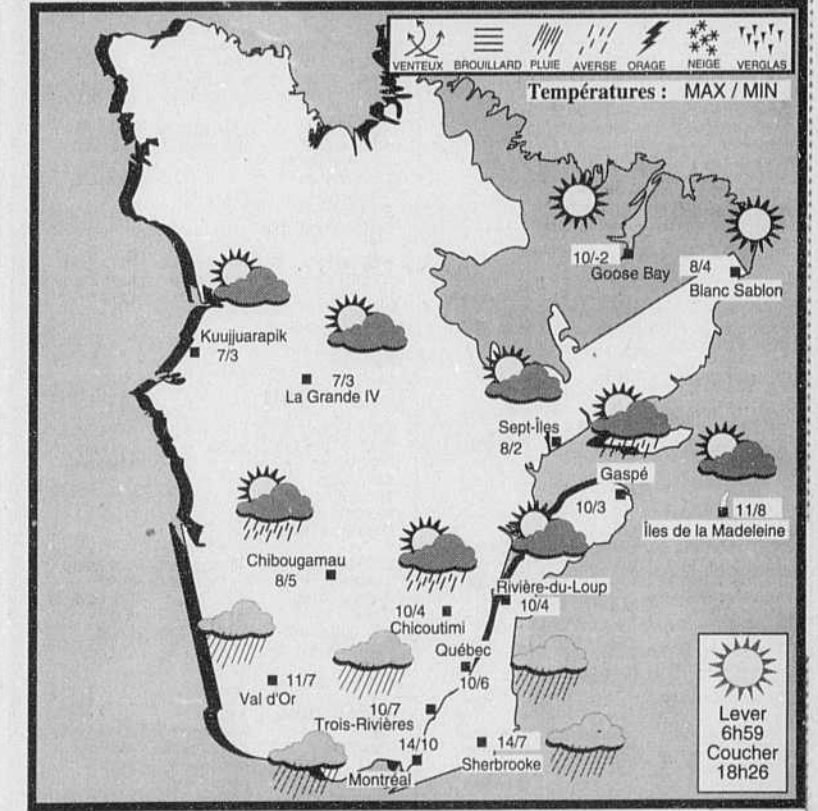 VENTEUX BROUILLARD PLUIE AVERSE ORAGE NEIGE VERGLAS
Températures : MAX / MIN
10/-2
Goose Bay
8/4
Blanc Sablon
Kuujjuarapik
7/3
7/3
La Grande IV
Sept-Îles
8/2
Gaspé
10/3
11/8
Îles de la Madeleine
Chibougamau
8/5
Rivière-du-Loup
10/4
10/4
Chicoutimi
Québec
10/6
11/7
Val d'Or
10/7
Trois-Rivières
14/10
Montréal
14/7
Sherbrooke
Lever
6h59
Coucher
18h26